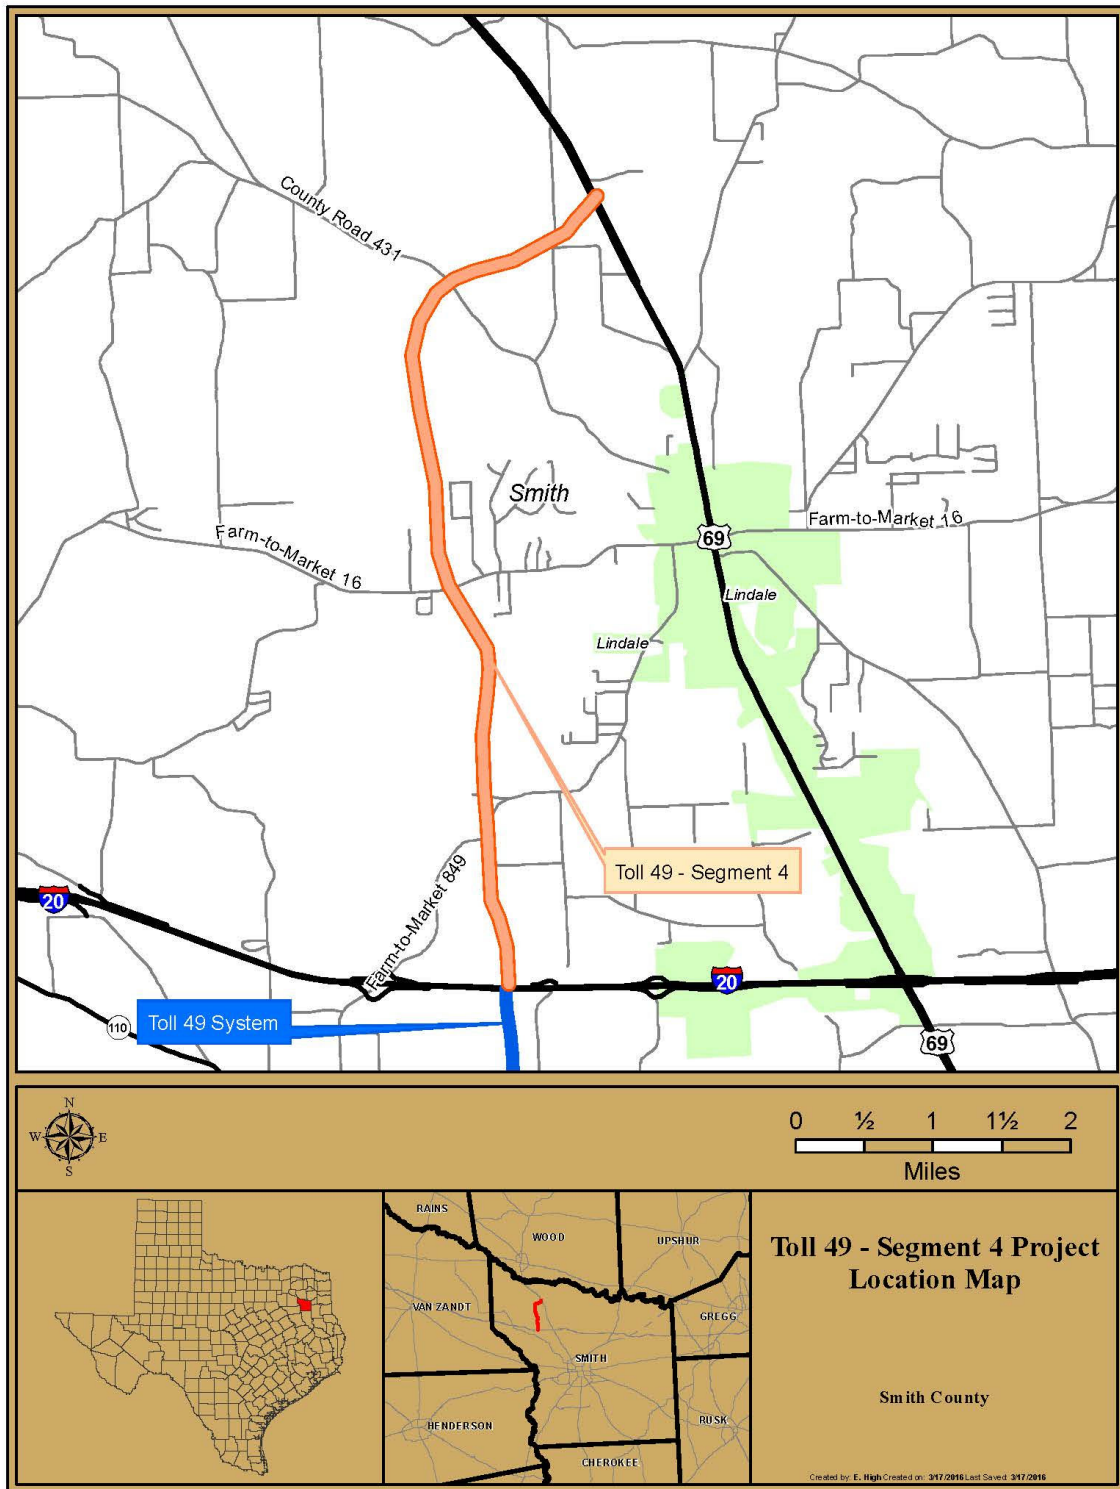 County Road 431
Smith
Farm-to-Market 16
69
Farm-to-Market 16
Lindale
Lindale
Toll 49 - Segment 4
Farm-to-Market 849
20
20
110
Toll 49 System
69
N
W E
S
0 ½ 1 1½ 2
Miles
RAINS
WOOD
UPSHUR
VAN ZANDT
GREGG
SMITH
HENDERSON
RUSK
CHEROKEE
Toll 49 - Segment 4 Project
Location Map
Smith County
Created by: E. High Created on: 3/17/2016 Last Saved: 3/17/2016